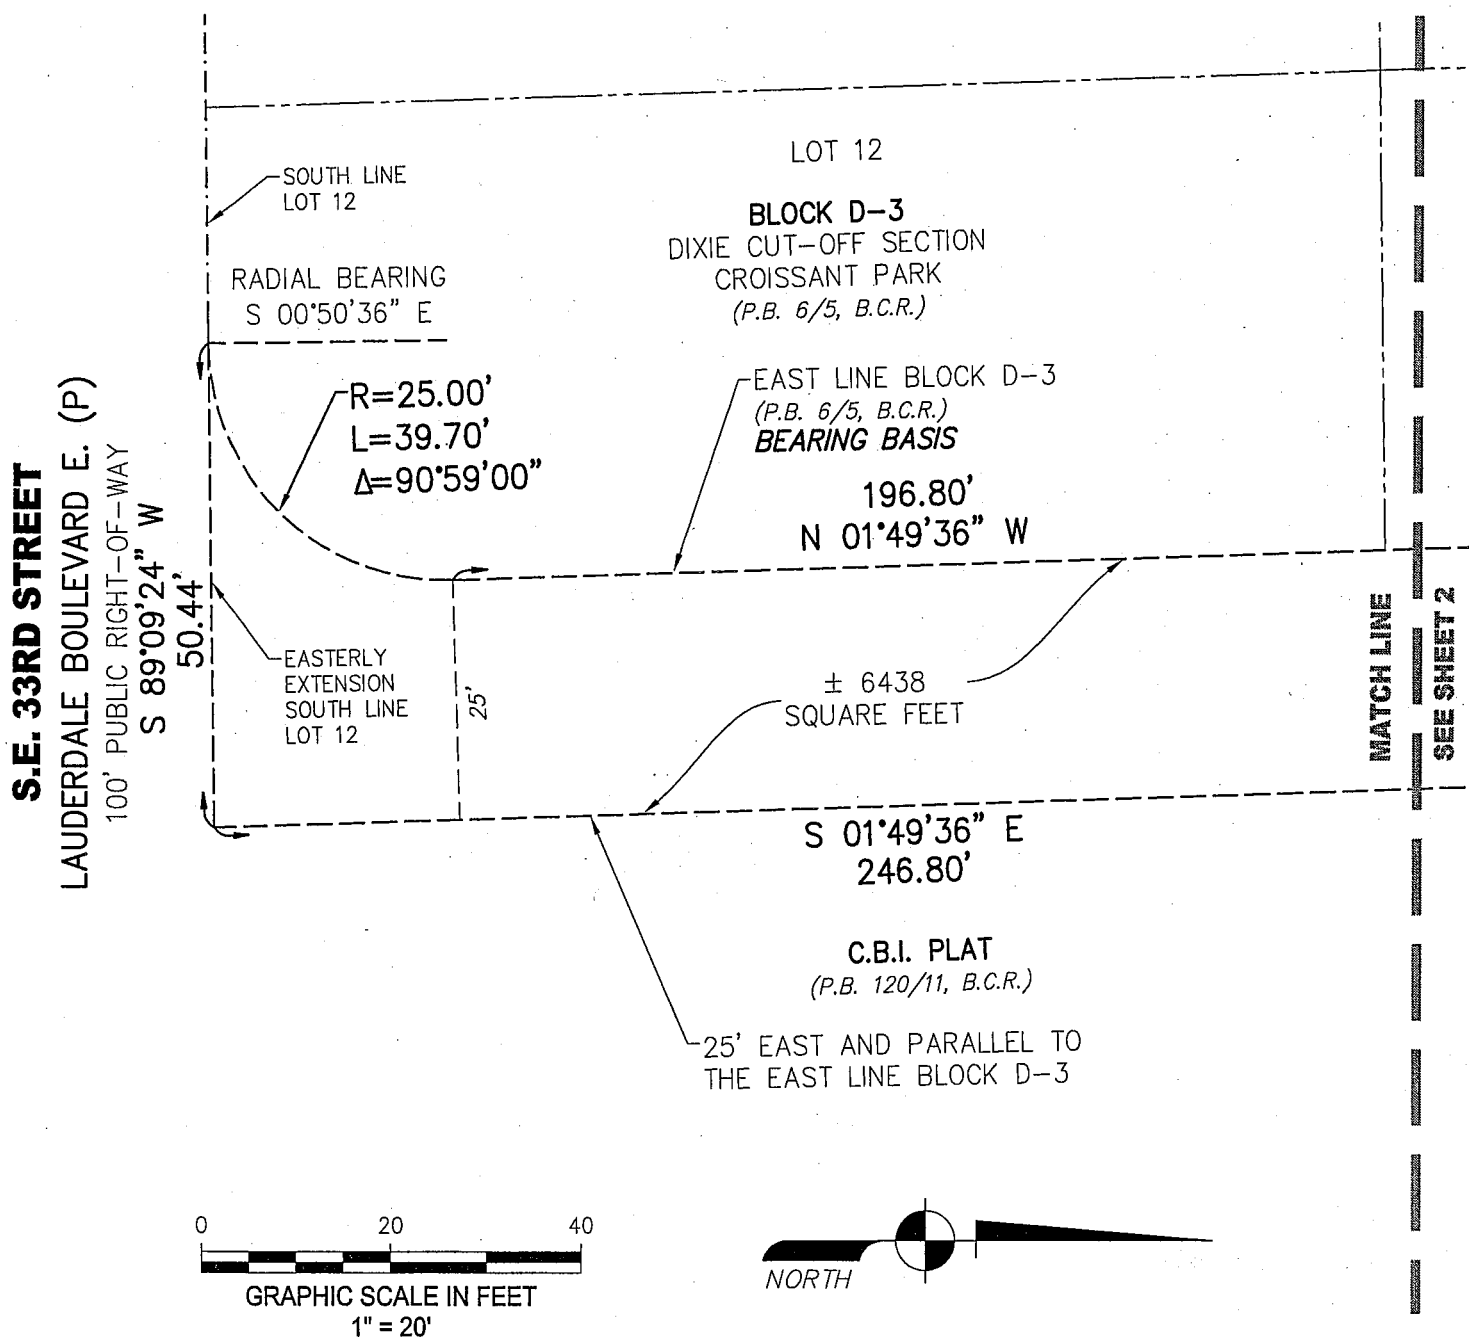 LOT 12
SOUTH LINE
LOT 12
BLOCK D-3
DIXIE CUT-OFF SECTION
CROISSANT PARK
(P.B. 6/5, B.C.R.)
RADIAL BEARING
S 00°50'36" E
R=25.00'
L=39.70'
Δ=90°59'00"
EAST LINE BLOCK D-3
(P.B. 6/5, B.C.R.)
BEARING BASIS
196.80'
N 01°49'36" W
S.E. 33RD STREET
LAUDERDALE BOULEVARD E. (P)
100' PUBLIC RIGHT-OF-WAY
S 89°09'24" W
50.44'
EASTERLY
EXTENSION
SOUTH LINE
LOT 12
25'
± 6438
SQUARE FEET
MATCH LINE
SEE SHEET 2
S 01°49'36" E
246.80'
C.B.I. PLAT
(P.B. 120/11, B.C.R.)
25' EAST AND PARALLEL TO
THE EAST LINE BLOCK D-3
0 20 40
GRAPHIC SCALE IN FEET
1" = 20'
NORTH